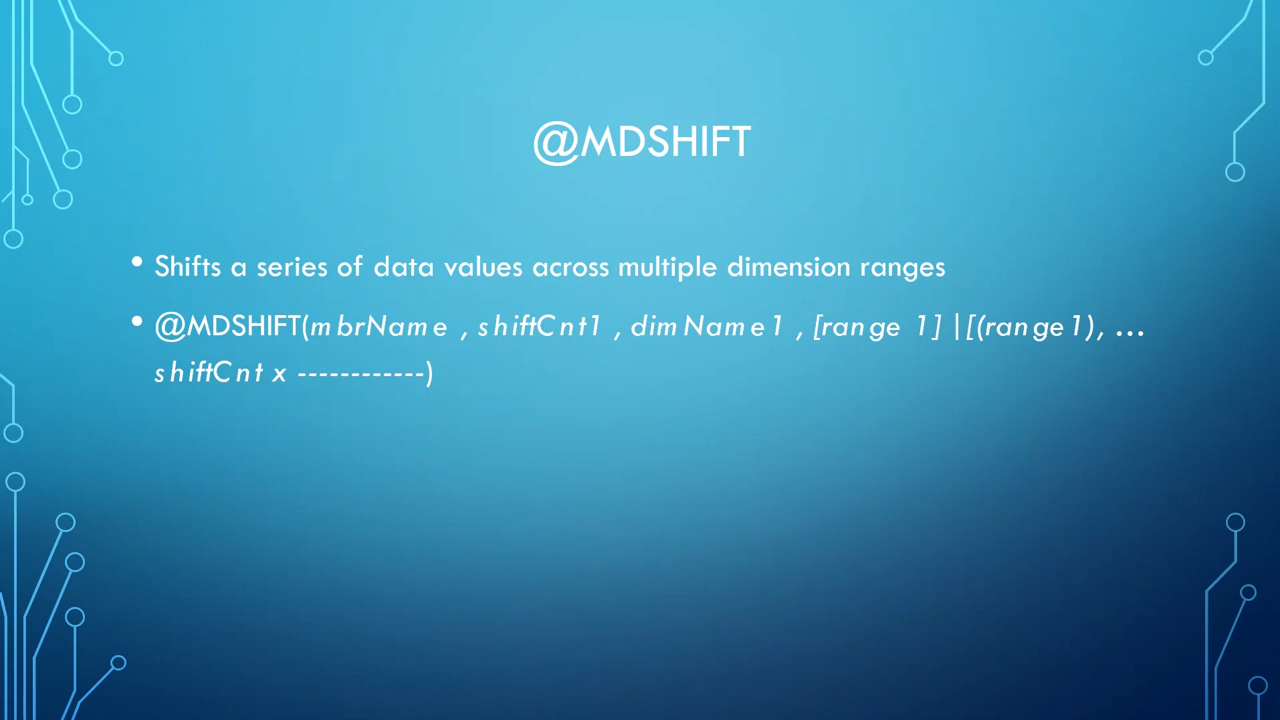 @MDSHIFT
• Shifts a series of data values across multiple dimension ranges
• @MDSHIFT(mbrName , shiftCnt1 , dimName1 , [range 1] |[(range1), …
shiftCnt x ------------)